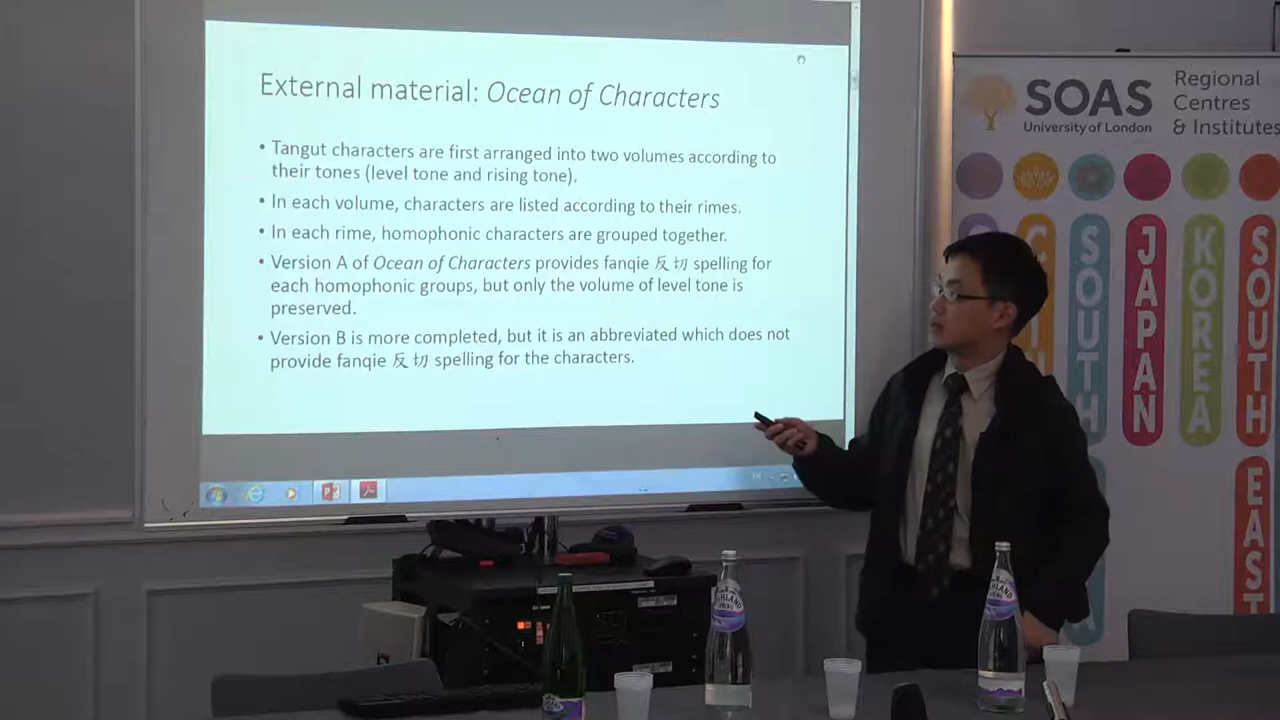 External material: Ocean of Characters
• Tangut characters are first arranged into two volumes according to
their tones (level tone and rising tone).
• In each volume, characters are listed according to their rimes.
• In each rime, homophonic characters are grouped together.
• Version A of Ocean of Characters provides fanqie 反切 spelling for
each homophonic groups, but only the volume of level tone is
preserved.
• Version B is more completed, but it is an abbreviated which does not
provide fanqie 反切 spelling for the characters.
SOAS
University of London
Regional
Centres
& Institutes
SOUTH
JAPAN
KOREA
SOUTH
EAST